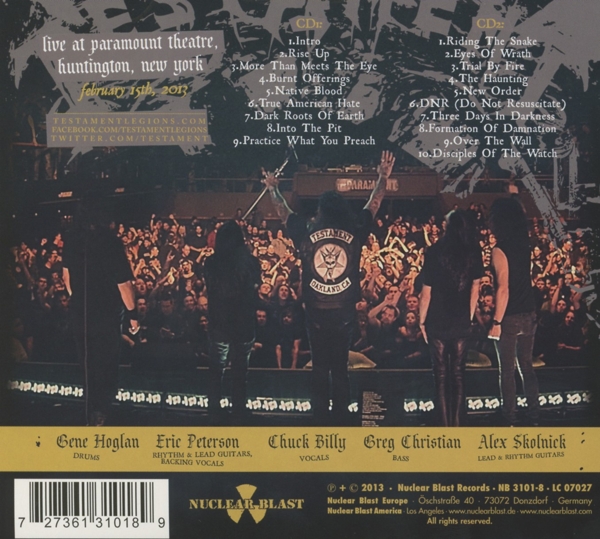 live at paramount theatre,
huntington, new york
february 15th, 2013
TESTAMENTLEGIONS.COM
FACEBOOK.COM/TESTAMENTLEGIONS
TWITTER.COM/TESTAMENT
CD1:
1.Intro
2.Rise Up
3.More Than Meets The Eye
4.Burnt Offerings
5.Native Blood
6.True American Hate
7.Dark Roots Of Earth
8.Into The Pit
9.Practice What You Preach
CD2:
1.Riding The Snake
2.Eyes Of Wrath
3.Trial By Fire
4.The Haunting
5.New Order
6.DNR (Do Not Resuscitate)
7.Three Days In Darkness
8.Formation Of Damnation
9.Over The Wall
10.Disciples Of The Watch
PARAMOUNT
TESTAMENT
OAKLAND, CA
Gene Hoglan
DRUMS
Eric Peterson
RHYTHM & LEAD GUITARS,
BACKING VOCALS
Chuck Billy
VOCALS
Greg Christian
BASS
Alex Skolnick
LEAD & RHYTHM GUITARS
7 27361 31018 9
NUCLEAR BLAST
℗ + © 2013 · Nuclear Blast Records · NB 3101-8 · LC 07027
Nuclear Blast Europe · Öschstraße 40 · 73072 Donzdorf · Germany
Nuclear Blast America · Los Angeles · www.nuclearblast.de · www.nuclearblast.com
All rights reserved.